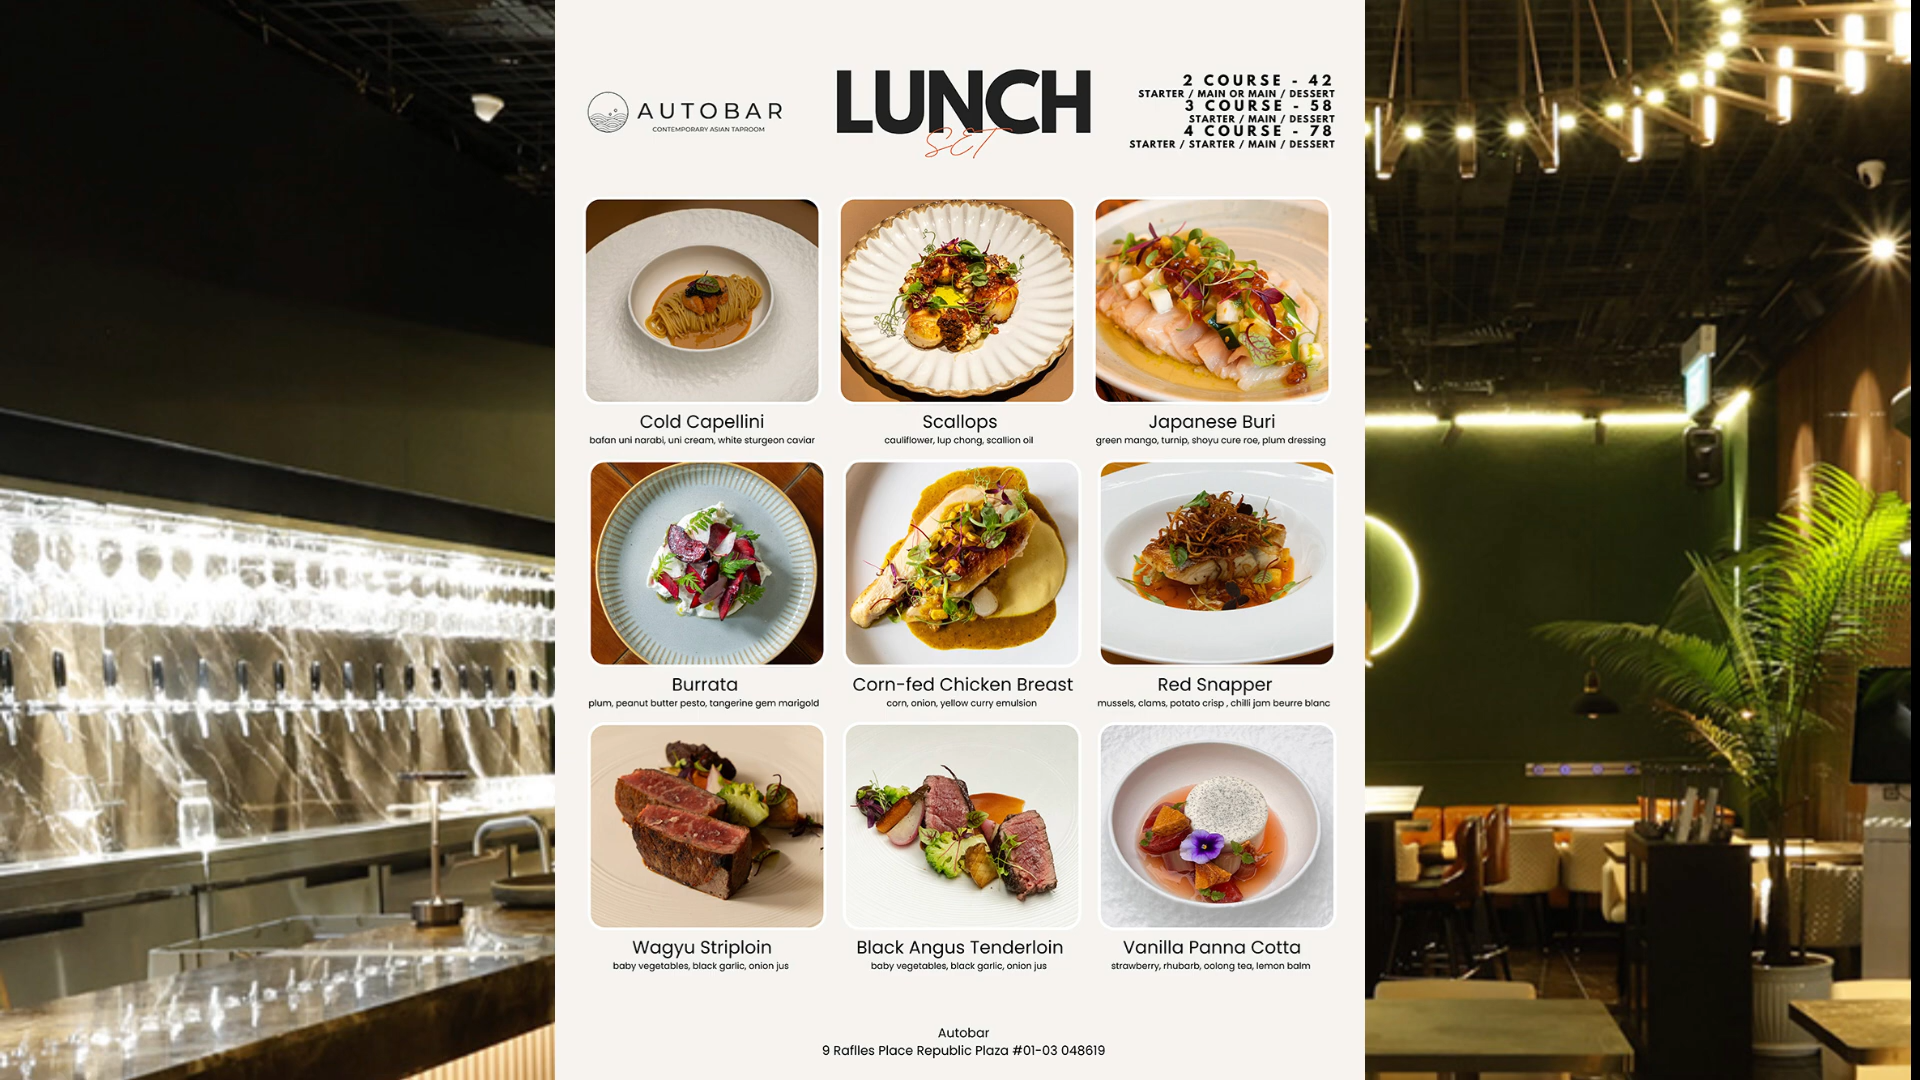 AUTOBAR
CONTEMPORARY ASIAN TAPROOM
LUNCH
SET
2 COURSE - 42
STARTER / MAIN OR MAIN / DESSERT
3 COURSE - 58
STARTER / MAIN / DESSERT
4 COURSE - 78
STARTER / STARTER / MAIN / DESSERT
Cold Capellini
bafan uni narabi, uni cream, white sturgeon caviar
Scallops
cauliflower, lup chong, scallion oil
Japanese Buri
green mango, turnip, shoyu cure roe, plum dressing
Burrata
plum, peanut butter pesto, tangerine gem marigold
Corn-fed Chicken Breast
corn, onion, yellow curry emulsion
Red Snapper
mussels, clams, potato crisp , chilli jam beurre blanc
Wagyu Striploin
baby vegetables, black garlic, onion jus
Black Angus Tenderloin
baby vegetables, black garlic, onion jus
Vanilla Panna Cotta
strawberry, rhubarb, oolong tea, lemon balm
Autobar
9 Raflles Place Republic Plaza #01-03 048619